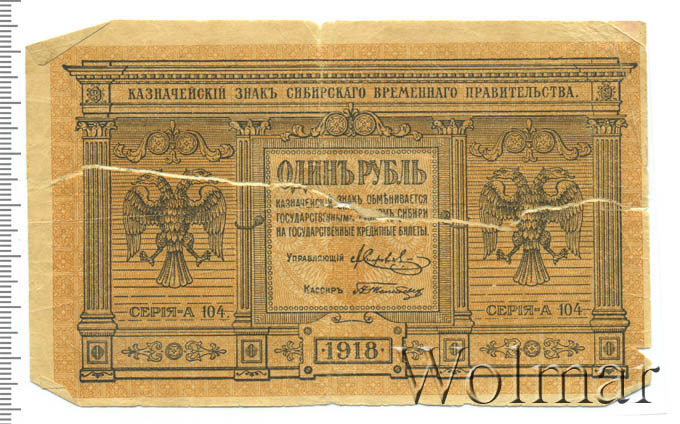 КАЗНАЧЕЙСКІЙ ЗНАКЪ СИБИРСКАГО ВРЕМЕННАГО ПРАВИТЕЛЬСТВА.
ОДИНЪ РУБЛЬ
КАЗНАЧЕЙСКІЙ ЗНАКЪ ОБМѢНИВАЕТСЯ
ГОСУДАРСТВЕННЫМЪ СИБИРИ
НА ГОСУДАРСТВЕННЫЕ КРЕДИТНЫЕ БИЛЕТЫ.
УПРАВЛЯЮЩІЙ
КАССИРЪ
СЕРІЯ-А 104.
СЕРІЯ-А 104.
1918
Wolmar